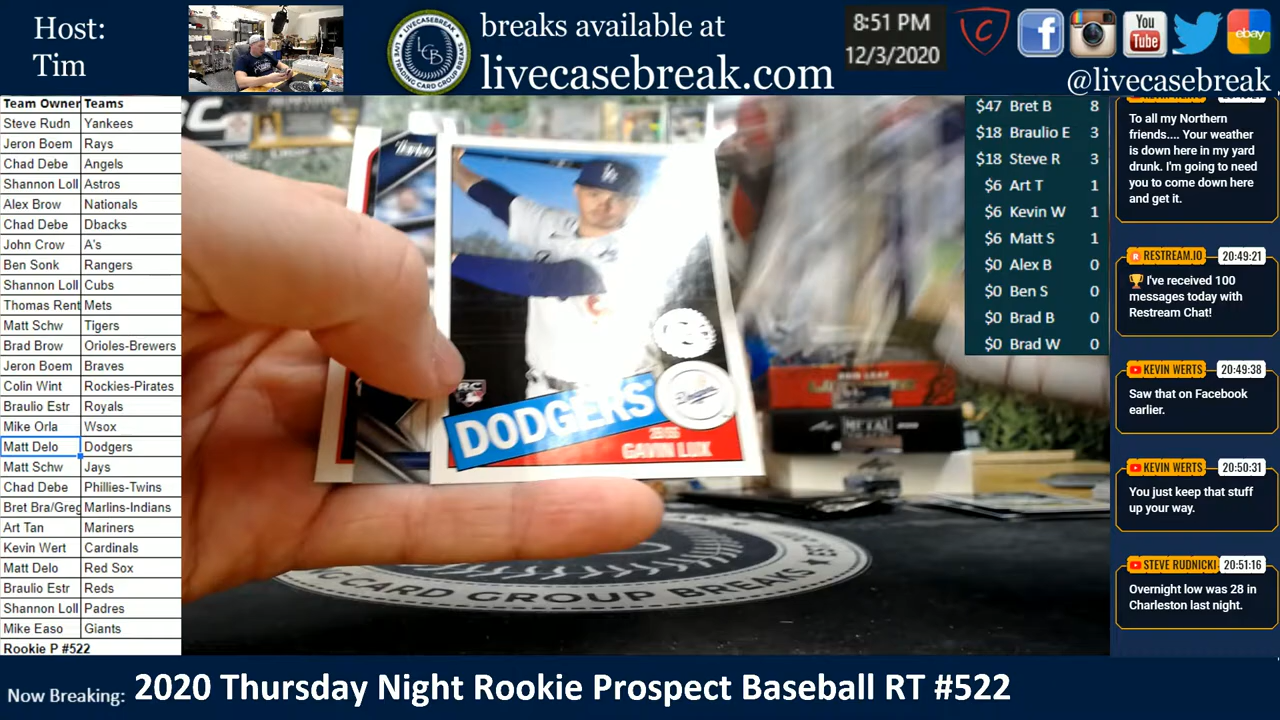 Host:
Tim
breaks available at
livecasebreak.com
8:51 PM
12/3/2020
You
Tube
ebay
@livecasebreak
Team Owner Teams
Steve Rudn Yankees
Jeron Boem Rays
Chad Debe Angels
Shannon Loll Astros
Alex Brow Nationals
Chad Debe Dbacks
John Crow A's
Ben Sonk Rangers
Shannon Loll Cubs
Thomas Rent Mets
Matt Schw Tigers
Brad Brow Orioles-Brewers
Jeron Boem Braves
Colin Wint Rockies-Pirates
Braulio Estr Royals
Mike Orla Wsox
Matt Delo Dodgers
Matt Schw Jays
Chad Debe Phillies-Twins
Bret Bra/Greg Marlins-Indians
Art Tan Mariners
Kevin Wert Cardinals
Matt Delo Red Sox
Braulio Estr Reds
Shannon Loll Padres
Mike Easo Giants
Rookie P #522
RC
DODGERS
GAVIN LUX
METAL
CARD GROUP BREAKS
$47 Bret B 8
$18 Braulio E 3
$18 Steve R 3
$6 Art T 1
$6 Kevin W 1
$6 Matt S 1
$0 Alex B 0
$0 Ben S 0
$0 Brad B 0
$0 Brad W 0
To all my Northern
friends.... Your weather
is down here in my yard
drunk. I'm going to need
you to come down here
and get it.
RESTREAM.IO 20:49:21
🏆 I've received 100
messages today with
Restream Chat!
KEVIN WERTS 20:49:38
Saw that on Facebook
earlier.
KEVIN WERTS 20:50:31
You just keep that stuff
up your way.
STEVE RUDNICKI 20:51:16
Overnight low was 28 in
Charleston last night.
Now Breaking: 2020 Thursday Night Rookie Prospect Baseball RT #522